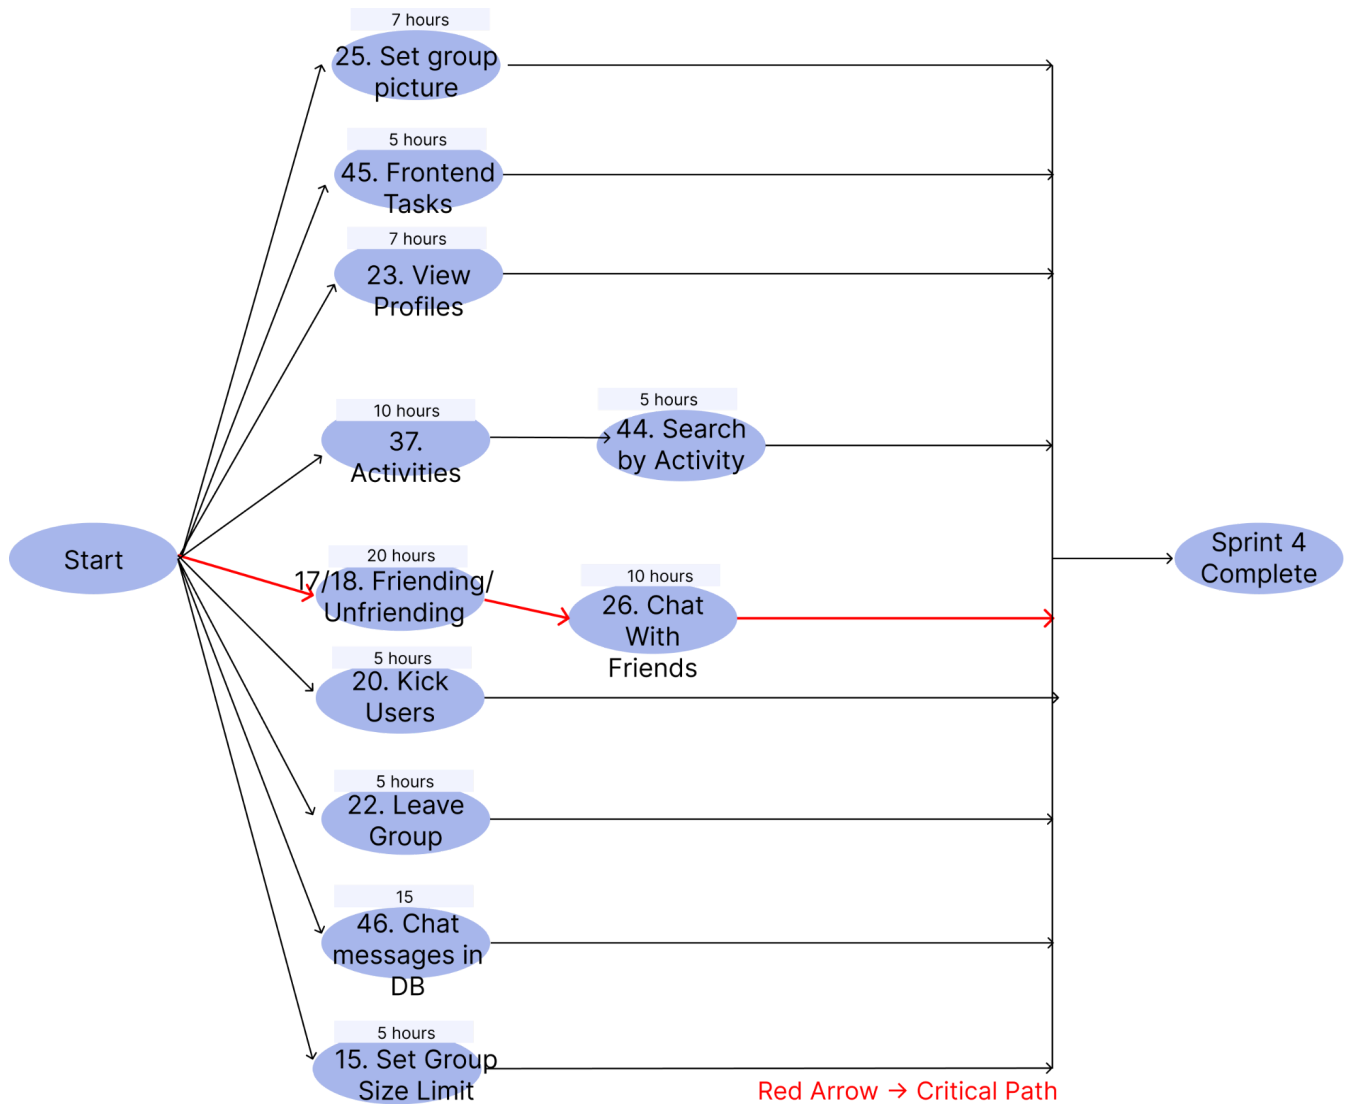 7 hours
25. Set group
picture
5 hours
45. Frontend
Tasks
7 hours
23. View
Profiles
10 hours
37.
Activities
5 hours
44. Search
by Activity
Start
20 hours
17/18. Friending/
Unfriending
10 hours
26. Chat
With
Friends
Sprint 4
Complete
5 hours
20. Kick
Users
5 hours
22. Leave
Group
15
46. Chat
messages in
DB
5 hours
15. Set Group
Size Limit
Red Arrow → Critical Path